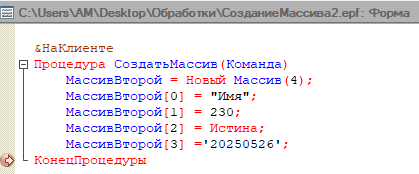 C:\Users\AM\Desktop\Обработки\СозданиеМассива2.epf: Форма
&НаКлиенте
Процедура СоздатьМассив(Команда)
МассивВторой = Новый Массив(4);
МассивВторой[0] = "Имя";
МассивВторой[1] = 230;
МассивВторой[2] = Истина;
МассивВторой[3] ='20250526';
КонецПроцедуры